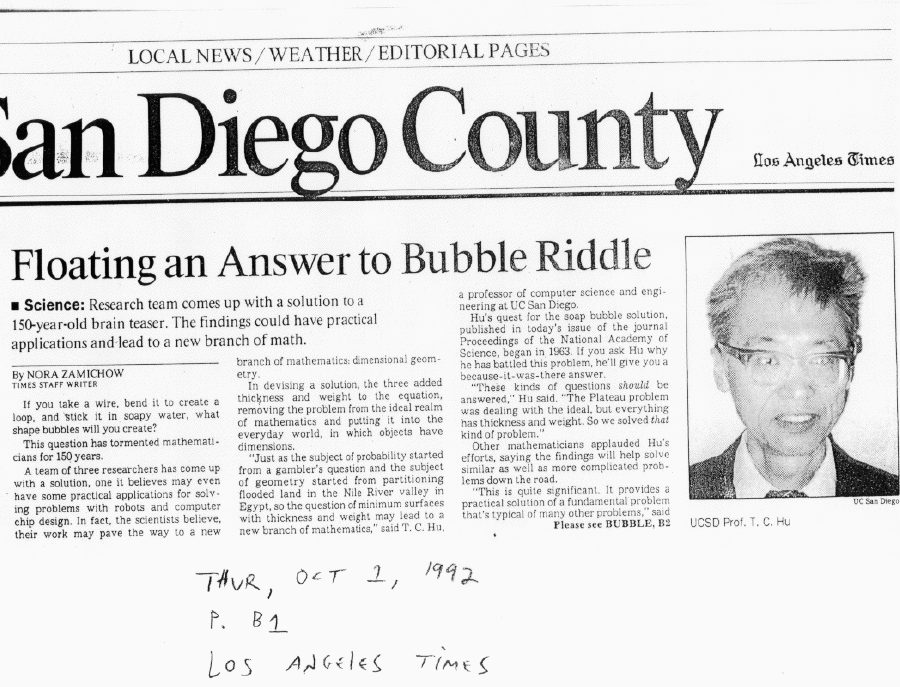 LOCAL NEWS/WEATHER/EDITORIAL PAGES
San Diego County
Los Angeles Times
Floating an Answer to Bubble Riddle
■ Science: Research team comes up with a solution to a
150-year-old brain teaser. The findings could have practical
applications and lead to a new branch of math.
By NORA ZAMICHOW
TIMES STAFF WRITER
If you take a wire, bend it to create a
loop, and stick it in soapy water, what
shape bubbles will you create?
This question has tormented mathemati-
cians for 150 years.
A team of three researchers has come up
with a solution, one it believes may even
have some practical applications for solv-
ing problems with robots and computer
chip design. In fact, the scientists believe,
their work may pave the way to a new
branch of mathematics: dimensional geom-
etry.
In devising a solution, the three added
thickness and weight to the equation,
removing the problem from the ideal realm
of mathematics and putting it into the
everyday world, in which objects have
dimensions.
"Just as the subject of probability started
from a gambler's question and the subject
of geometry started from partitioning
flooded land in the Nile River valley in
Egypt, so the question of minimum surfaces
with thickness and weight may lead to a
new branch of mathematics," said T. C. Hu,
a professor of computer science and engi-
neering at UC San Diego.
Hu's quest for the soap bubble solution,
published in today's issue of the journal
Proceedings of the National Academy of
Science, began in 1963. If you ask Hu why
he has battled this problem, he'll give you a
because-it-was-there answer.
"These kinds of questions should be
answered," Hu said. "The Plateau problem
was dealing with the ideal, but everything
has thickness and weight. So we solved that
kind of problem."
Other mathematicians applauded Hu's
efforts, saying the findings will help solve
similar as well as more complicated prob-
lems down the road.
"This is quite significant. It provides a
practical solution of a fundamental problem
that's typical of many other problems," said
Please see BUBBLE, B2
UC San Diego
UCSD Prof. T. C. Hu
THUR, OCT 1, 1992
P. B1
LOS ANGELES TIMES